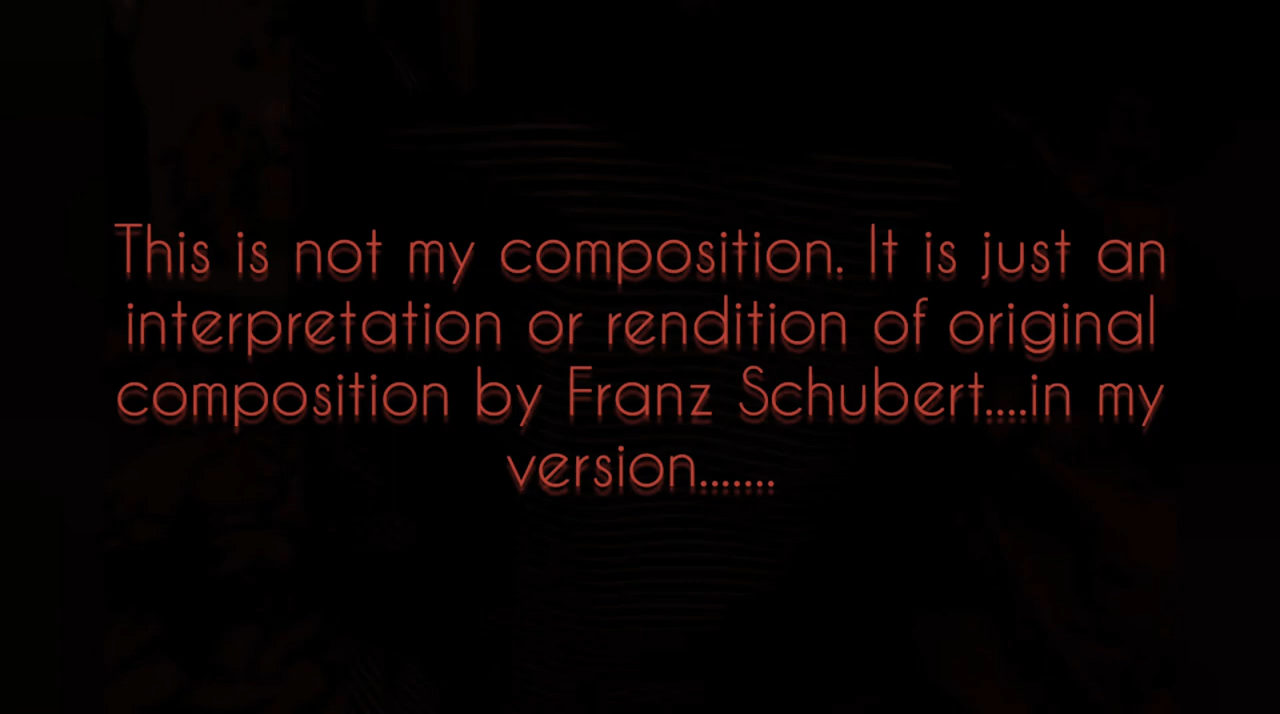 This is not my composition. It is just an
interpretation or rendition of original
composition by Franz Schubert....in my
version.......